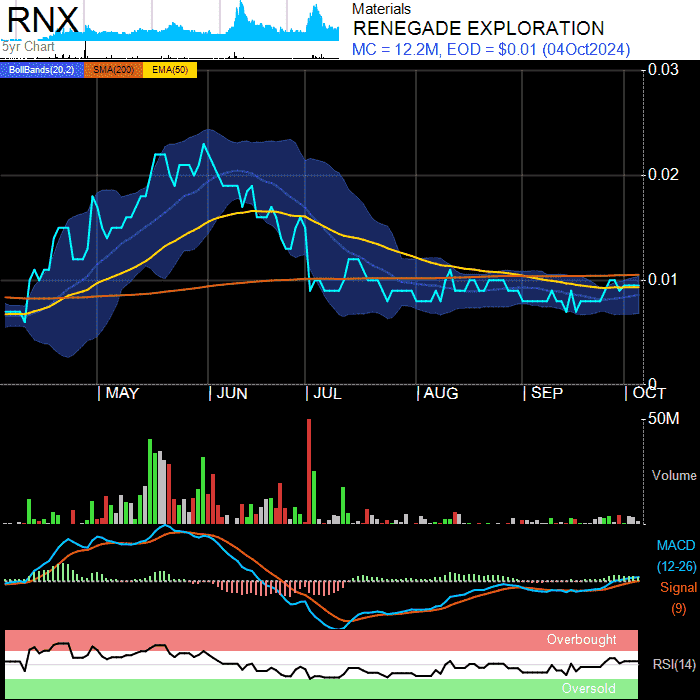 RNX
5yr Chart
Materials
RENEGADE EXPLORATION
MC = 12.2M, EOD = $0.01 (04Oct2024)
BollBands(20,2) SMA(200) EMA(50)
0.03
0.02
0.01
0
MAY JUN JUL AUG SEP OCT
50M
Volume
MACD
(12-26)
Signal
(9)
Overbought
RSI(14)
Oversold